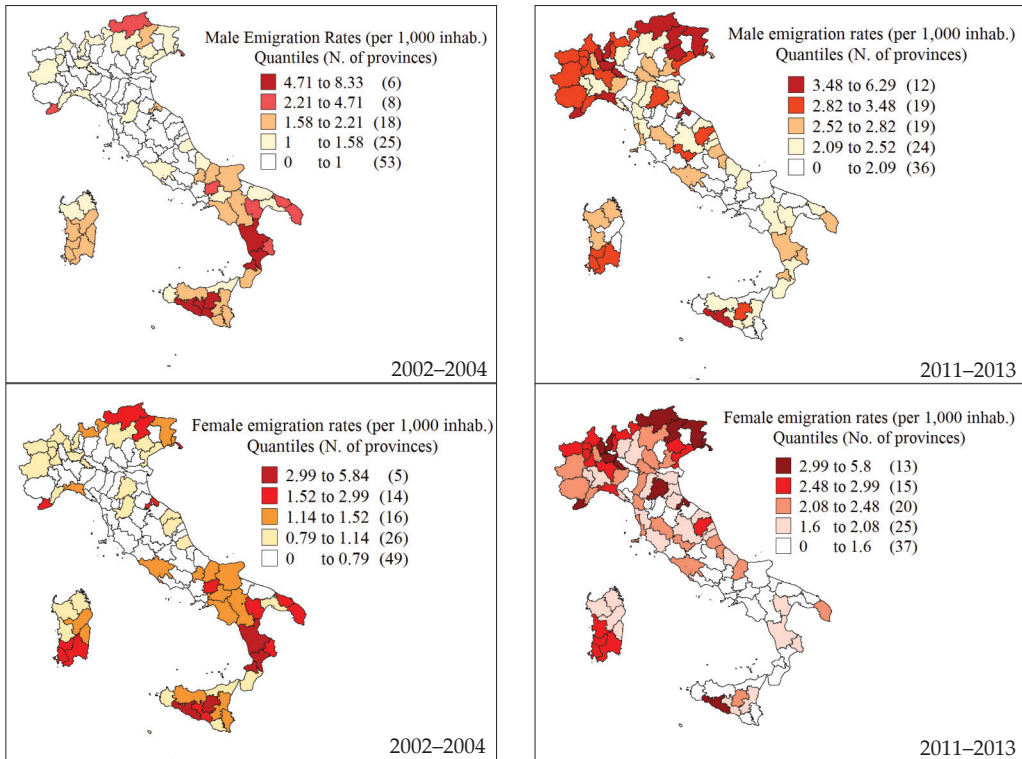 Male Emigration Rates (per 1,000 inhab.)
Quantiles (N. of provinces)
4.71 to 8.33 (6)
2.21 to 4.71 (8)
1.58 to 2.21 (18)
1 to 1.58 (25)
0 to 1 (53)
2002–2004
Male emigration rates (per 1,000 inhab.)
Quantiles (N. of provinces)
3.48 to 6.29 (12)
2.82 to 3.48 (19)
2.52 to 2.82 (19)
2.09 to 2.52 (24)
0 to 2.09 (36)
2011–2013
Female emigration rates (per 1,000 inhab.)
Quantiles (N. of provinces)
2.99 to 5.84 (5)
1.52 to 2.99 (14)
1.14 to 1.52 (16)
0.79 to 1.14 (26)
0 to 0.79 (49)
2002–2004
Female emigration rates (per 1,000 inhab.)
Quantiles (No. of provinces)
2.99 to 5.8 (13)
2.48 to 2.99 (15)
2.08 to 2.48 (20)
1.6 to 2.08 (25)
0 to 1.6 (37)
2011–2013